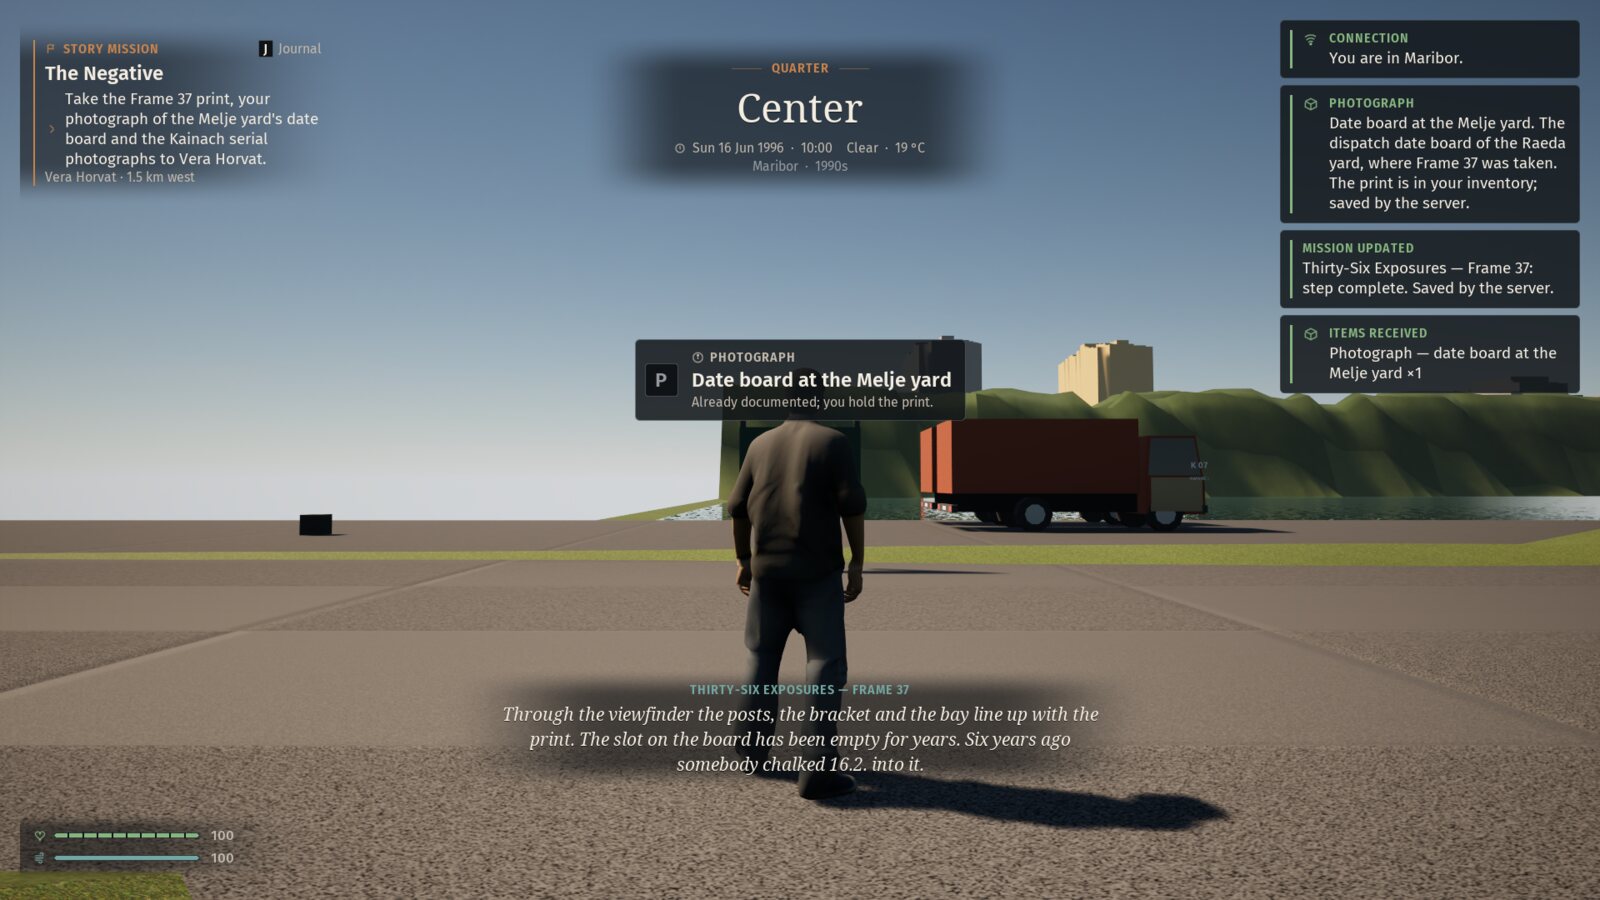 STORY MISSION
J Journal
The Negative
Take the Frame 37 print, your
photograph of the Melje yard's date
board and the Kainach serial
photographs to Vera Horvat.
Vera Horvat · 1.5 km west
QUARTER
Center
Sun 16 Jun 1996 · 10:00 Clear · 19 °C
Maribor · 1990s
CONNECTION
You are in Maribor.
PHOTOGRAPH
Date board at the Melje yard. The
dispatch date board of the Raeda
yard, where Frame 37 was taken.
The print is in your inventory;
saved by the server.
MISSION UPDATED
Thirty-Six Exposures — Frame 37:
step complete. Saved by the server.
ITEMS RECEIVED
Photograph — date board at the
Melje yard ×1
PHOTOGRAPH
P
Date board at the Melje yard
Already documented; you hold the print.
K 07
THIRTY-SIX EXPOSURES — FRAME 37
Through the viewfinder the posts, the bracket and the bay line up with the
print. The slot on the board has been empty for years. Six years ago
somebody chalked 16.2. into it.
100
100